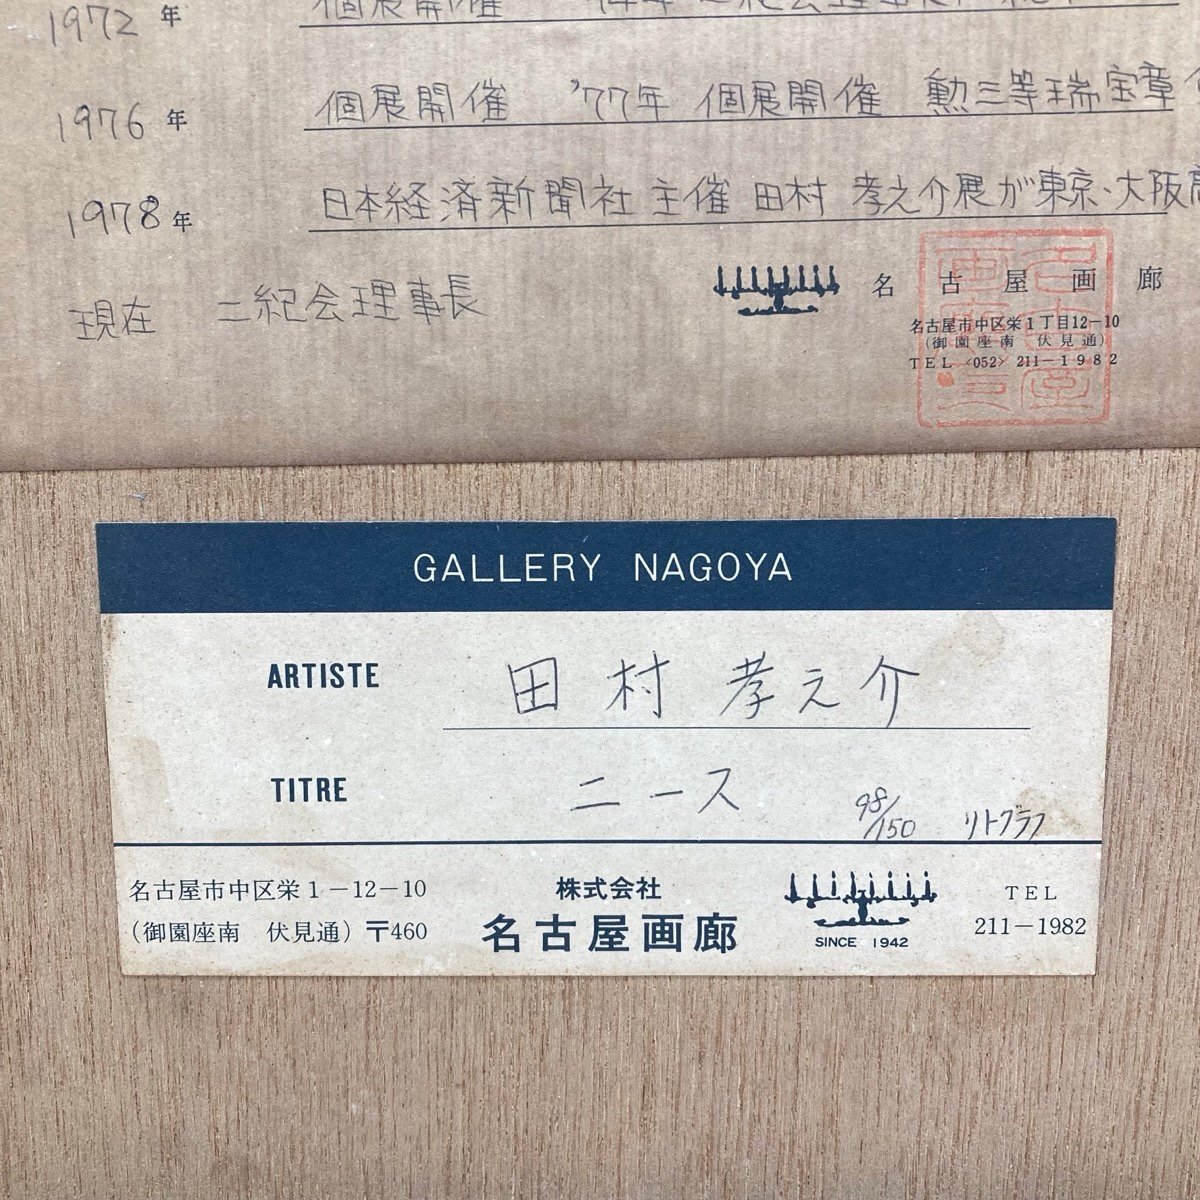 1972年 個展開催
1976年 個展開催 '77年 個展開催 勲三等瑞宝章
1978年 日本経済新聞社 主催 田村 孝之介展が東京、大阪
現在 二紀会理事長
名古屋画廊
名古屋市中区栄1丁目12-10
(御園座南 伏見通)
TEL <052> 211-1982
GALLERY NAGOYA
ARTISTE 田村 孝之介
TITRE ニース 98/150 リトグラフ
名古屋市中区栄1-12-10
(御園座南 伏見通) 〒460
株式会社
名古屋画廊
SINCE 1942
TEL
211-1982